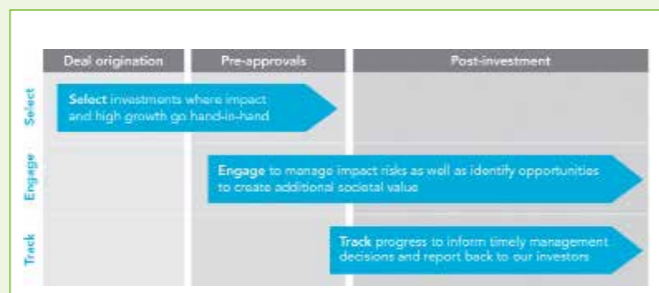 Deal origination
Pre-approvals
Post-investment
Select
Select investments where impact
and high growth go hand-in-hand
Engage
Engage to manage impact risks as well as identify opportunities
to create additional societal value
Track
Track progress to inform timely management
decisions and report back to our investors